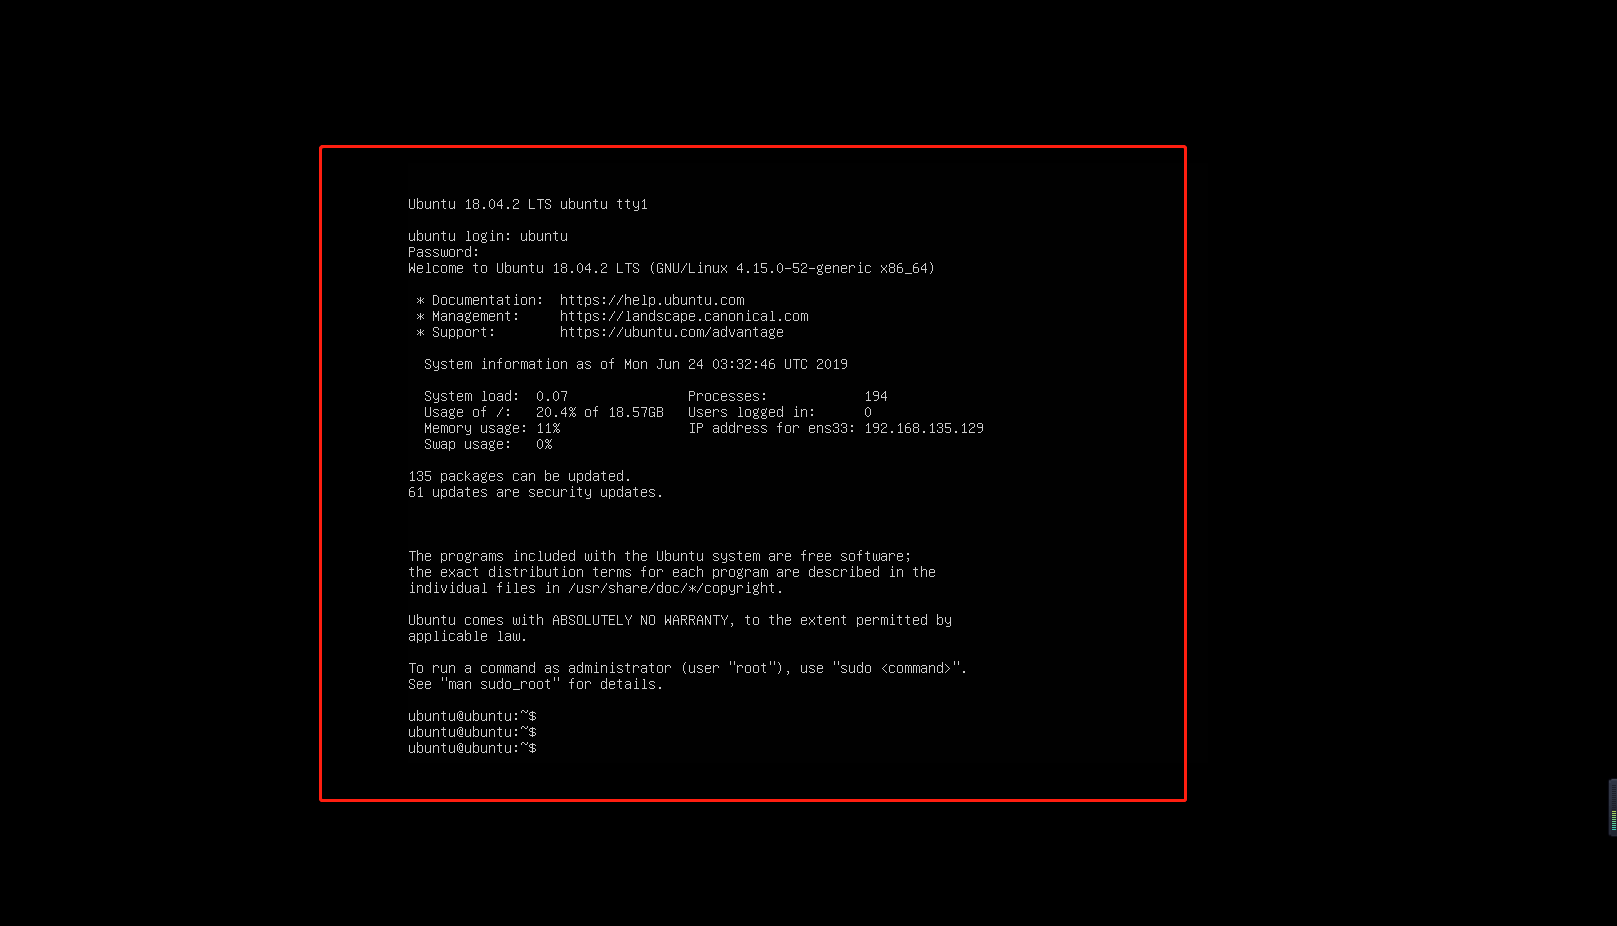 Ubuntu 18.04.2 LTS ubuntu tty1
ubuntu login: ubuntu
Password:
Welcome to Ubuntu 18.04.2 LTS (GNU/Linux 4.15.0-52-generic x86_64)
* Documentation:  https://help.ubuntu.com
* Management:     https://landscape.canonical.com
* Support:        https://ubuntu.com/advantage
System information as of Mon Jun 24 03:32:46 UTC 2019
System load:  0.07               Processes:            194
Usage of /:   20.4% of 18.57GB   Users logged in:      0
Memory usage: 11%                IP address for ens33: 192.168.135.129
Swap usage:   0%
135 packages can be updated.
61 updates are security updates.
The programs included with the Ubuntu system are free software;
the exact distribution terms for each program are described in the
individual files in /usr/share/doc/*/copyright.
Ubuntu comes with ABSOLUTELY NO WARRANTY, to the extent permitted by
applicable law.
To run a command as administrator (user "root"), use "sudo <command>".
See "man sudo_root" for details.
ubuntu@ubuntu:~$
ubuntu@ubuntu:~$
ubuntu@ubuntu:~$